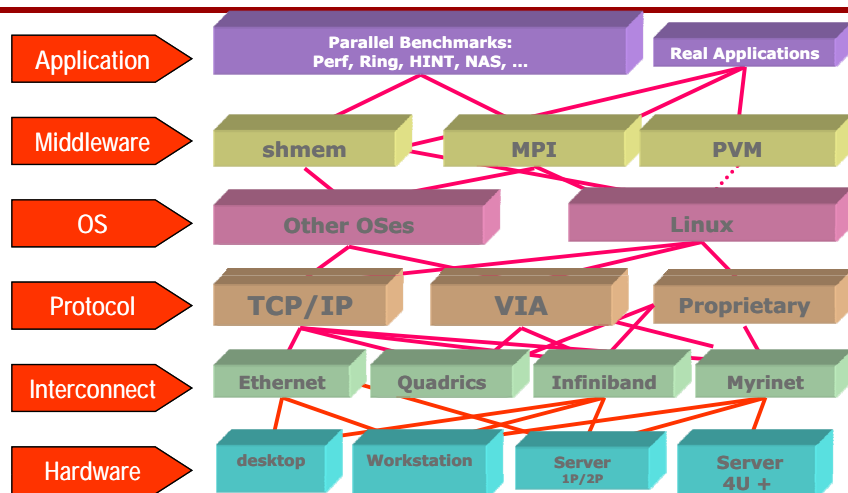 Application
Parallel Benchmarks:
Perf, Ring, HINT, NAS, ...
Real Applications
Middleware
shmem
MPI
PVM
OS
Other OSes
Linux
Protocol
TCP/IP
VIA
Proprietary
Interconnect
Ethernet
Quadrics
Infiniband
Myrinet
Hardware
desktop
Workstation
Server
1P/2P
Server
4U +